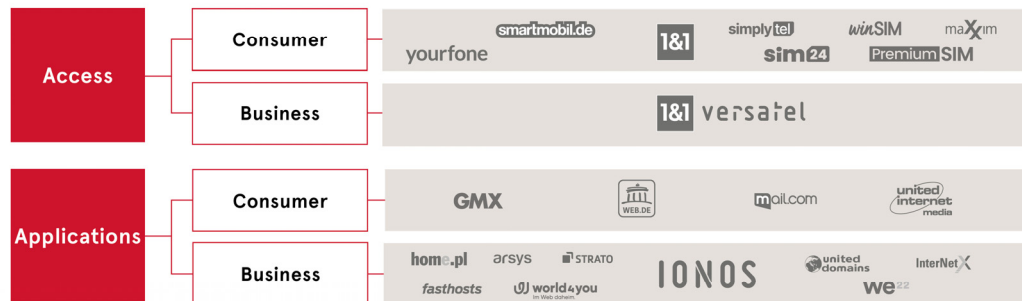 Access
Consumer
yourfone
smartmobil.de
1&1
simplytel
winSIM
maXXim
sim24
PremiumSIM
Business
1&1 versatel
Applications
Consumer
GMX
WEB.DE
mail.com
united
internet
media
Business
home.pl
arsys
STRATO
fasthosts
world4you
Im Web daheim.
IONOS
united
domains
InterNetX
we22